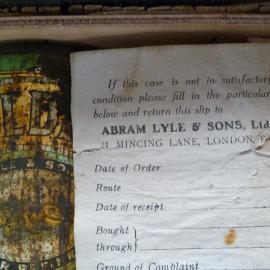 If this case is not in satisfactory
condition please fill in the particular
below and return this slip to
ABRAM LYLE & SONS, Ltd
21 MINCING LANE, LONDON,
Date of Order
Route
Date of receipt
Bought
through
Ground of Complaint